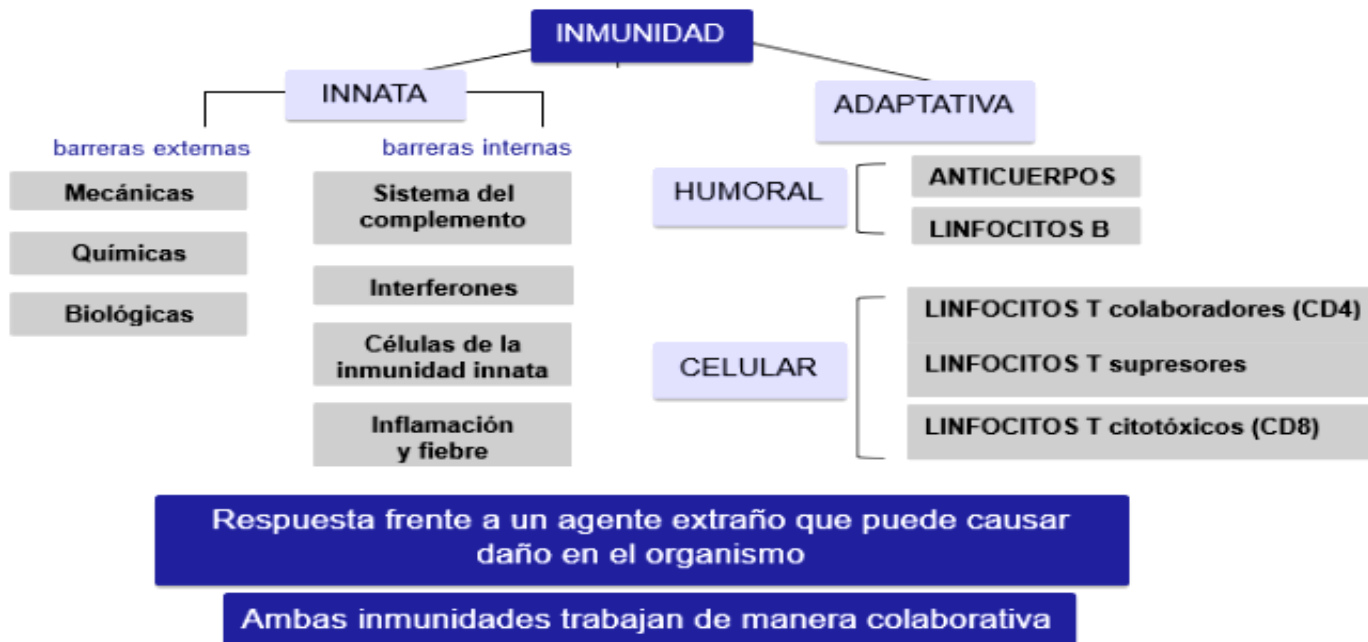 INMUNIDAD
INNATA
ADAPTATIVA
barreras externas
Mecánicas
Químicas
Biológicas
barreras internas
Sistema del
complemento
Interferones
Células de la
inmunidad innata
Inflamación
y fiebre
HUMORAL
ANTICUERPOS
LINFOCITOS B
CELULAR
LINFOCITOS T colaboradores (CD4)
LINFOCITOS T supresores
LINFOCITOS T citotóxicos (CD8)
Respuesta frente a un agente extraño que puede causar
daño en el organismo
Ambas inmunidades trabajan de manera colaborativa